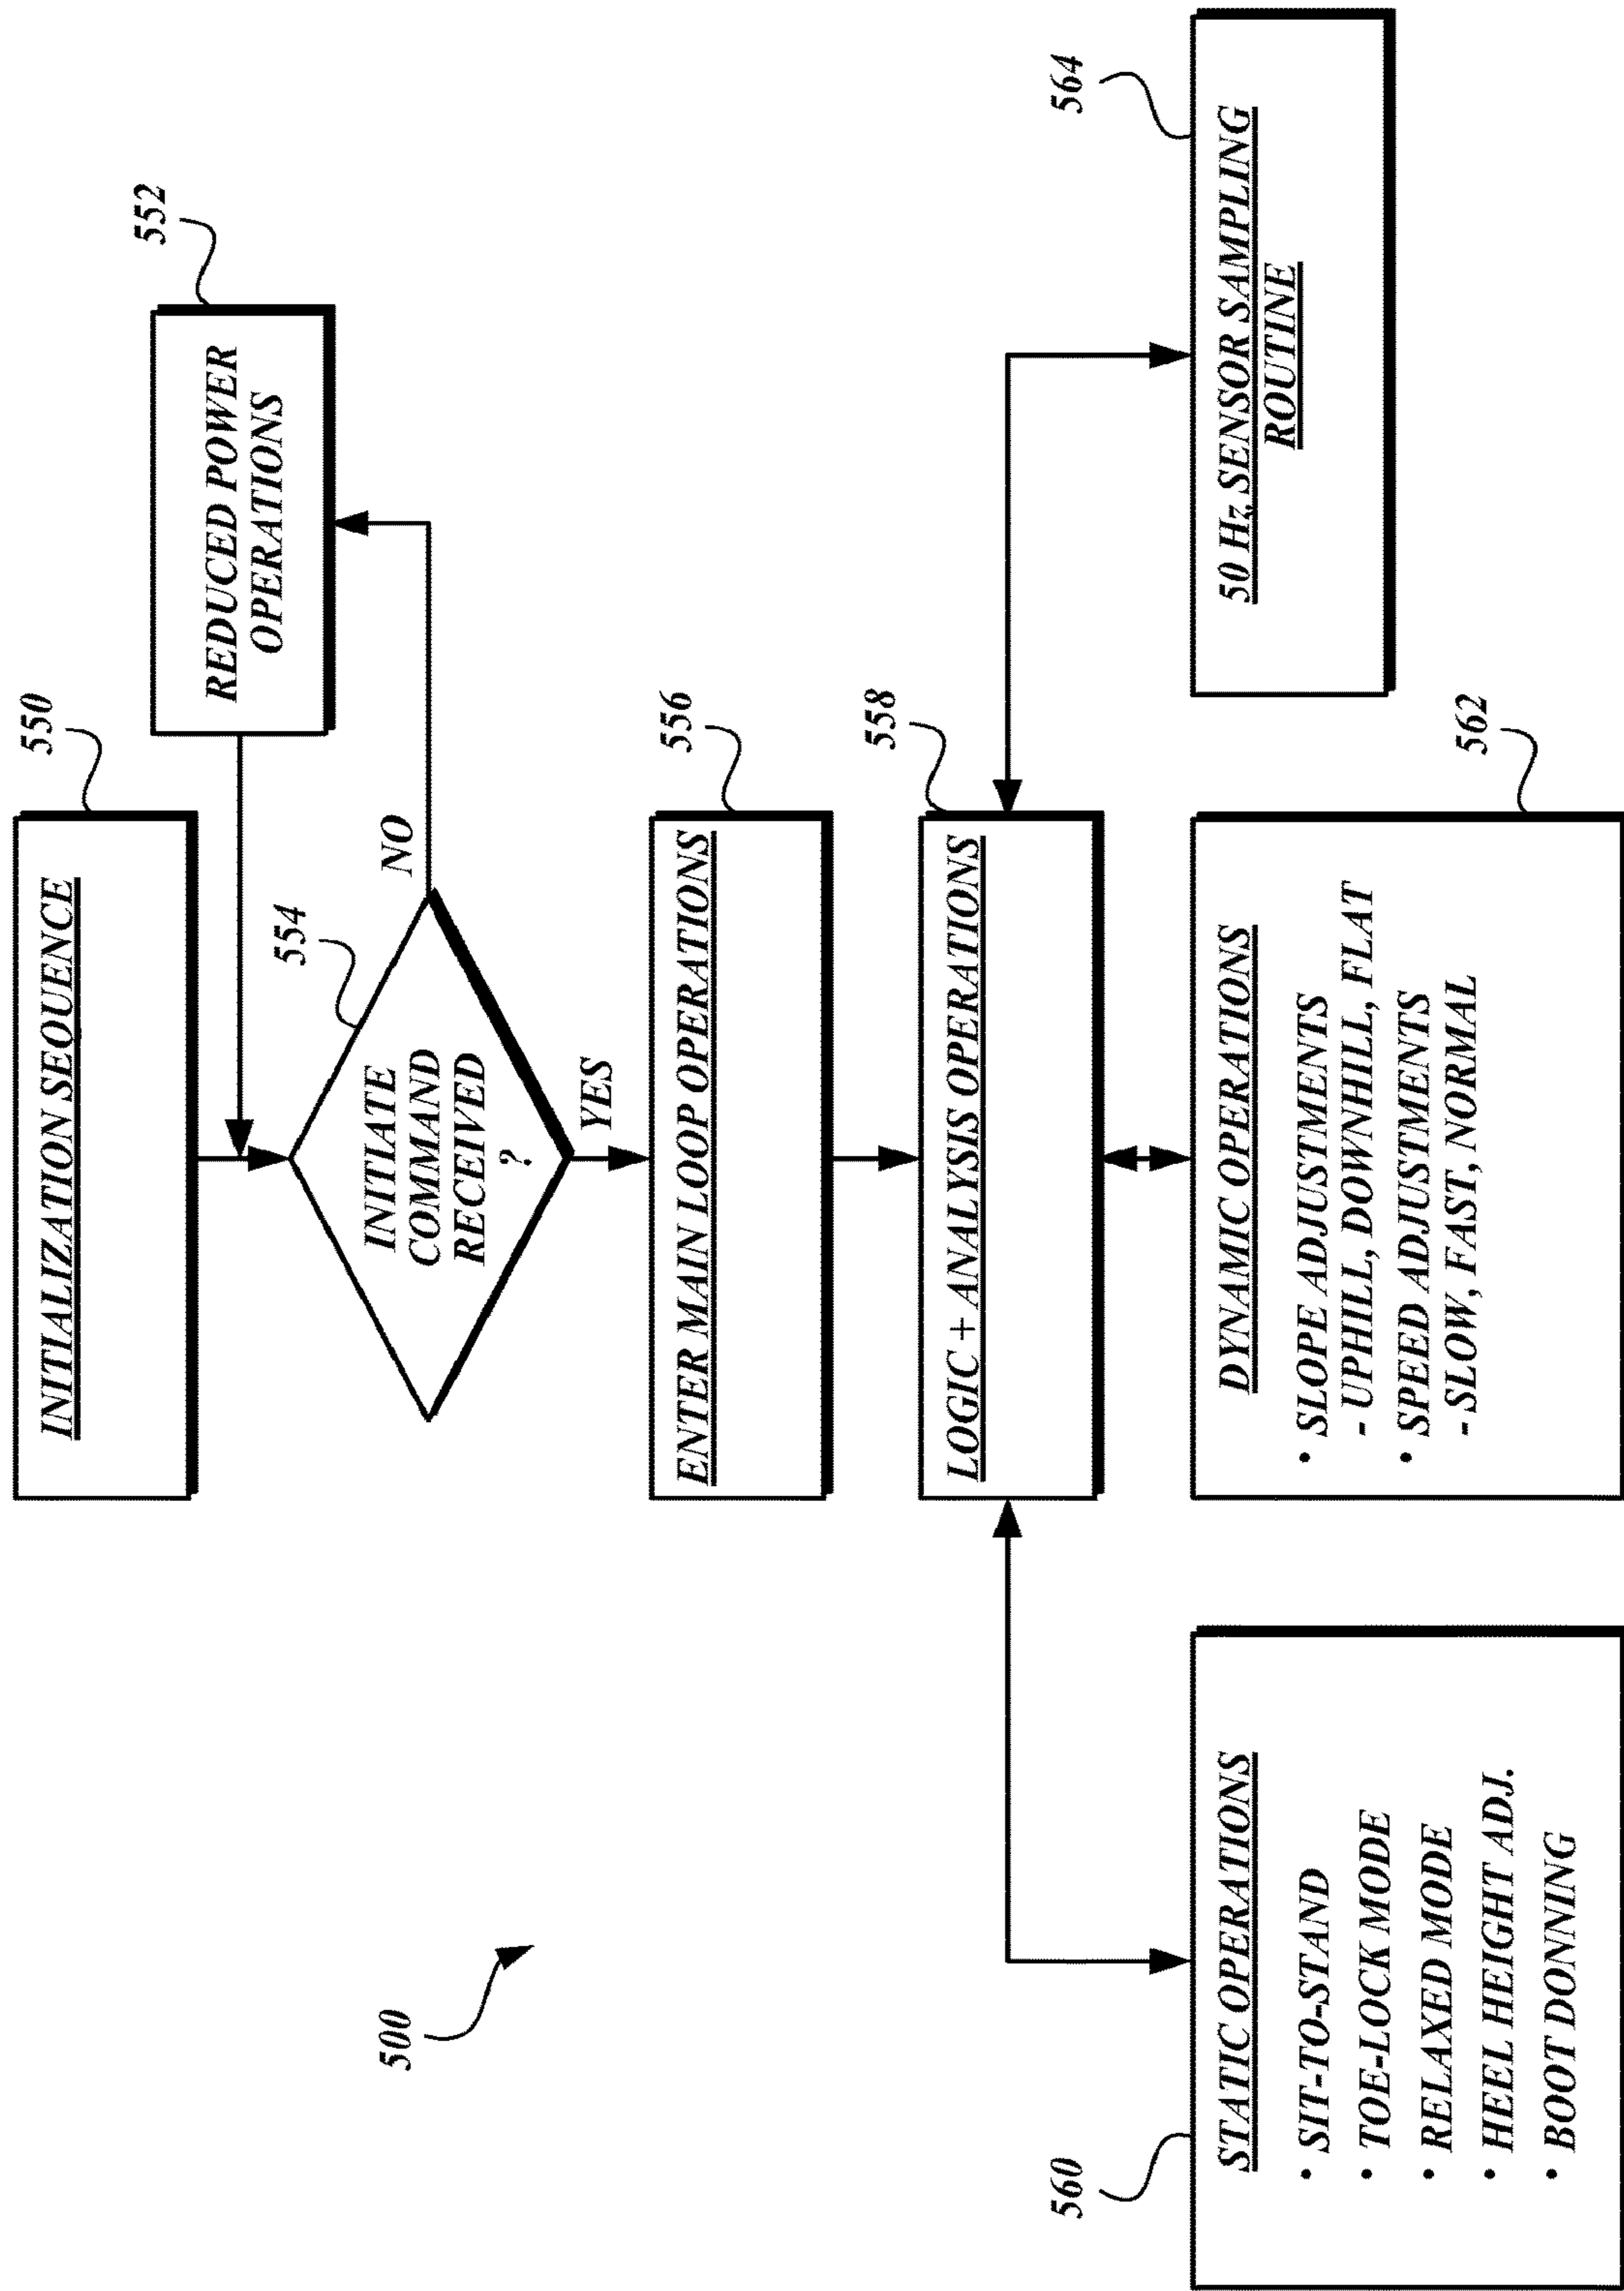 INITIALIZATION SEQUENCE
550
REDUCED POWER
OPERATIONS
552
INITIATE
COMMAND
RECEIVED
?
554
NO
YES
500
ENTER MAIN LOOP OPERATIONS
556
LOGIC + ANALYSIS OPERATIONS
558
560
STATIC OPERATIONS
• SIT-TO-STAND
• TOE-LOCK MODE
• RELAXED MODE
• HEEL HEIGHT ADJ.
• BOOT DONNING
DYNAMIC OPERATIONS
• SLOPE ADJUSTMENTS
- UPHILL, DOWNHILL, FLAT
• SPEED ADJUSTMENTS
- SLOW, FAST, NORMAL
562
50 Hz SENSOR SAMPLING
ROUTINE
564